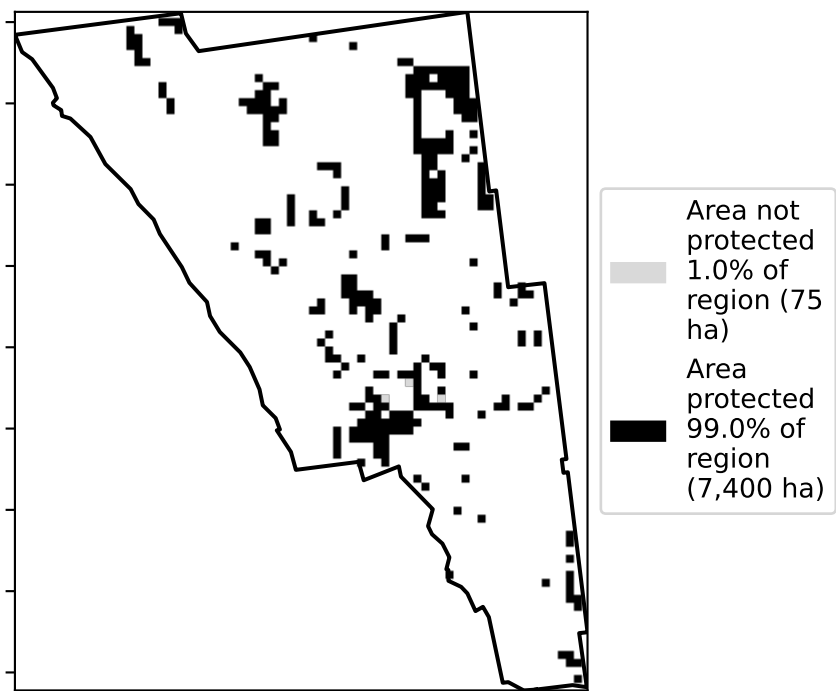 Area not
protected
1.0% of
region (75
ha)
Area
protected
99.0% of
region
(7,400 ha)